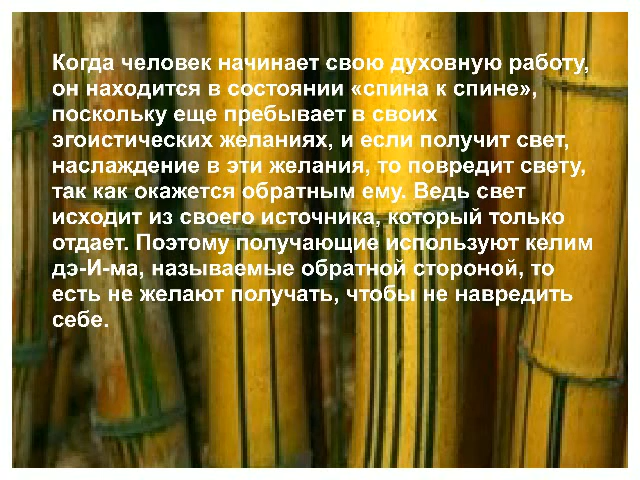 Когда человек начинает свою духовную работу,
он находится в состоянии «спина к спине»,
поскольку еще пребывает в своих
эгоистических желаниях, и если получит свет,
наслаждение в эти желания, то повредит свету,
так как окажется обратным ему. Ведь свет
исходит из своего источника, который только
отдает. Поэтому получающие используют келим
дэ-И-ма, называемые обратной стороной, то
есть не желают получать, чтобы не навредить
себе.